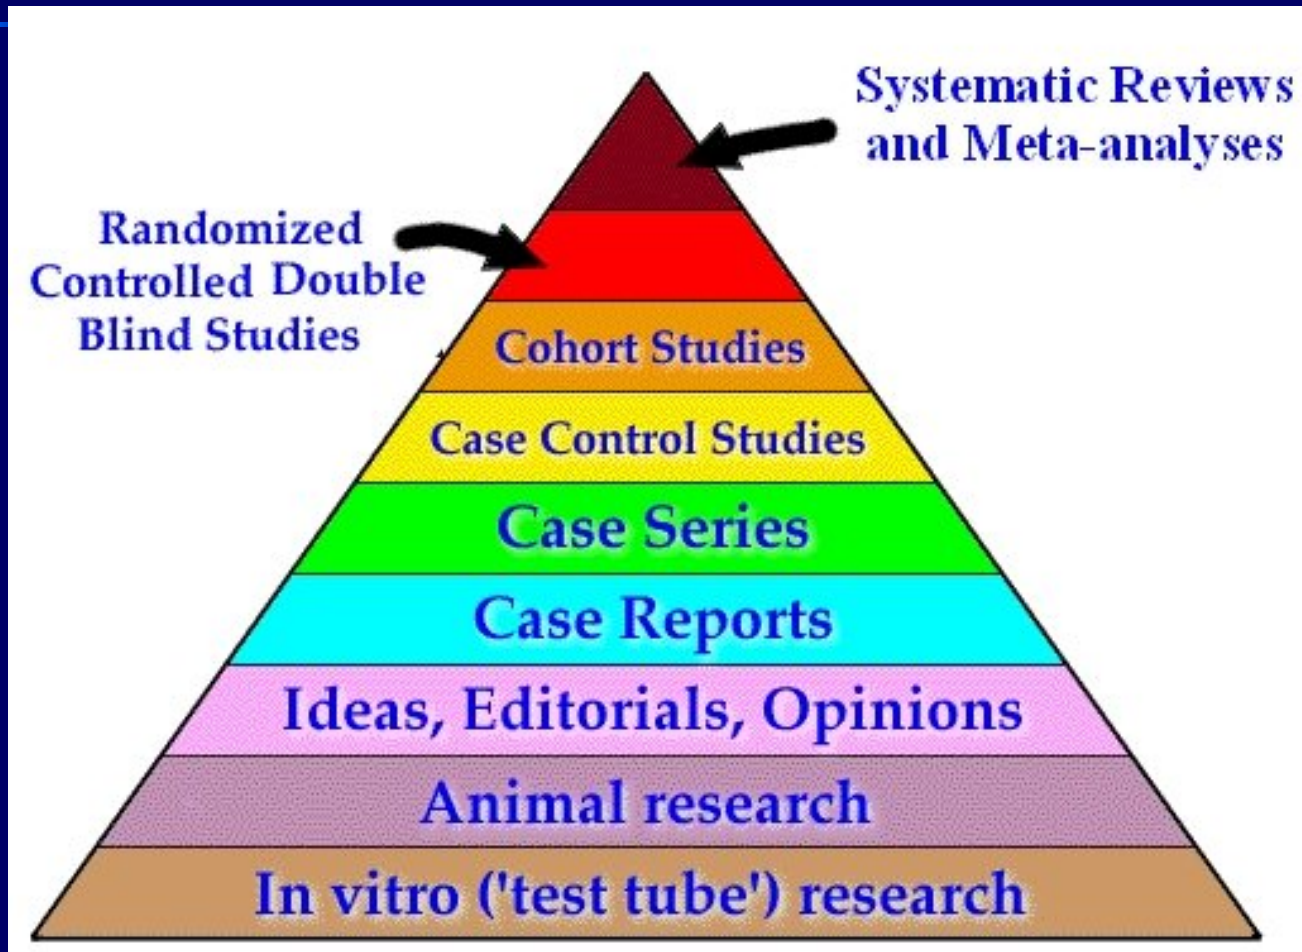 Systematic Reviews
and Meta-analyses
Randomized
Controlled Double
Blind Studies
Cohort Studies
Case Control Studies
Case Series
Case Reports
Ideas, Editorials, Opinions
Animal research
In vitro ('test tube') research